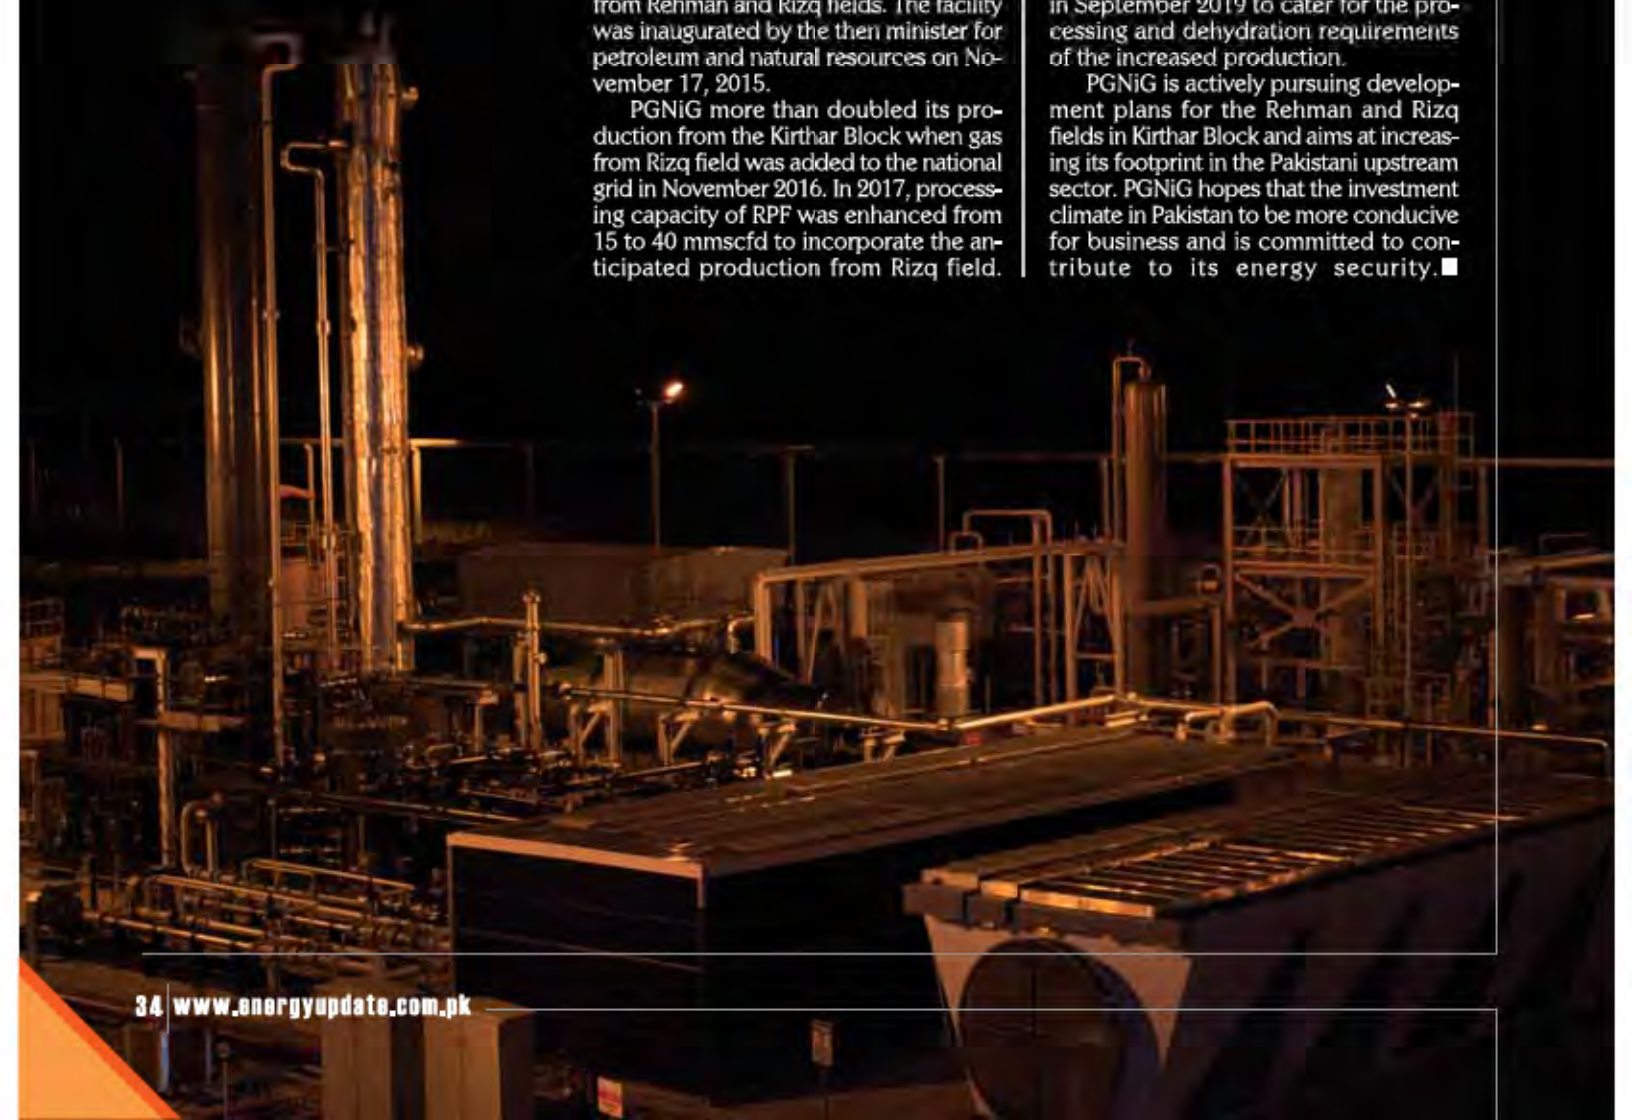 from Rehman and Rizq fields. The facility
was inaugurated by the then minister for
petroleum and natural resources on No-
vember 17, 2015.
PGNiG more than doubled its pro-
duction from the Kirthar Block when gas
from Rizq field was added to the national
grid in November 2016. In 2017, process-
ing capacity of RPF was enhanced from
15 to 40 mmscfd to incorporate the an-
ticipated production from Rizq field.
in September 2019 to cater for the pro-
cessing and dehydration requirements
of the increased production.
PGNiG is actively pursuing develop-
ment plans for the Rehman and Rizq
fields in Kirthar Block and aims at increas-
ing its footprint in the Pakistani upstream
sector. PGNiG hopes that the investment
climate in Pakistan to be more conducive
for business and is committed to con-
tribute to its energy security.■
34 www.energyupdate.com.pk